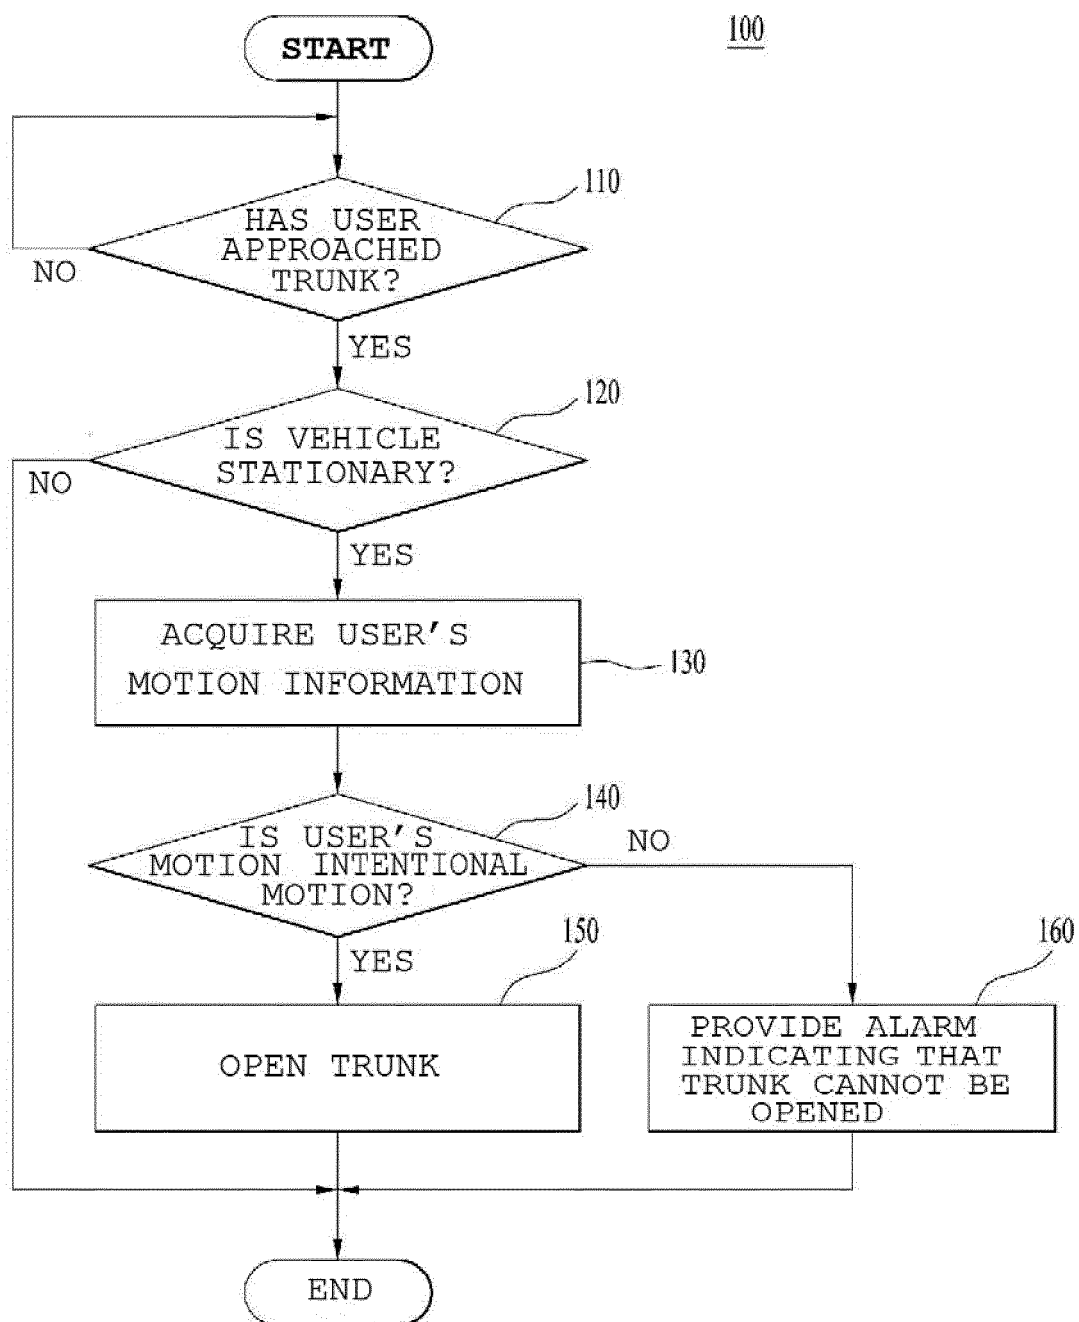 START
100
110
HAS USER
APPROACHED
TRUNK?
NO
YES
120
IS VEHICLE
STATIONARY?
NO
YES
ACQUIRE USER'S
MOTION INFORMATION
130
140
IS USER'S
MOTION INTENTIONAL
MOTION?
NO
YES
150
160
OPEN TRUNK
PROVIDE ALARM
INDICATING THAT
TRUNK CANNOT BE
OPENED
END